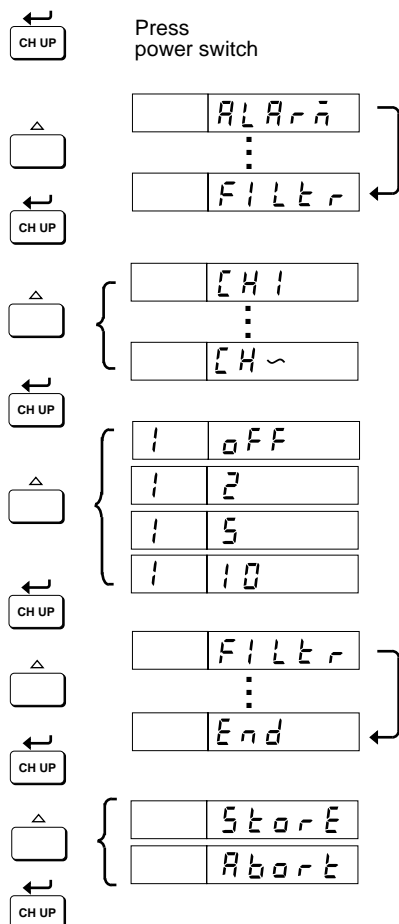 CH UP
Press
power switch
ALArm
FILtr
CH UP
CH1
CH~
CH UP
1 oFF
1 2
1 5
1 10
CH UP
FILtr
End
CH UP
StorE
Abort
CH UP